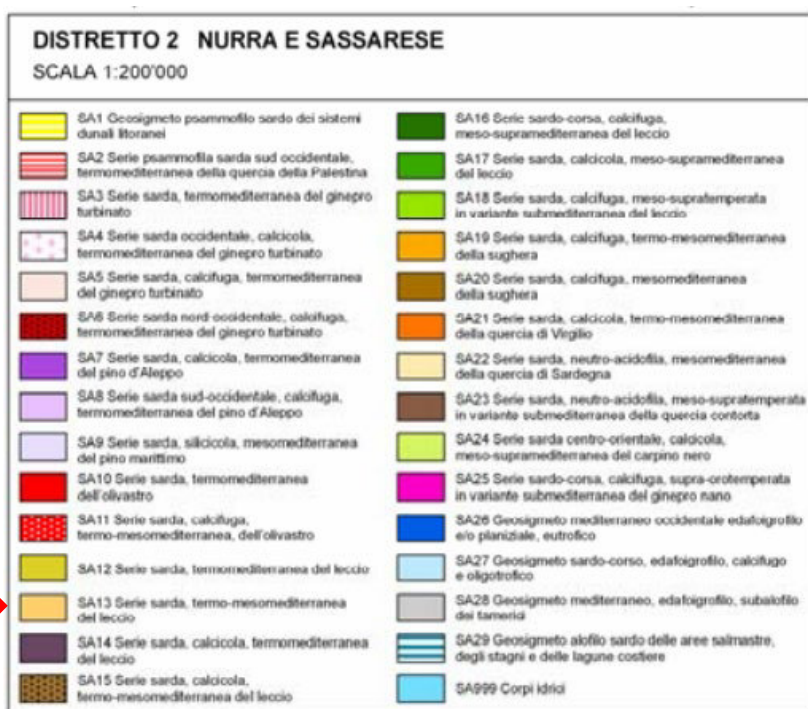 DISTRETTO 2 NURRA E SASSARESE
SCALA 1:200'000
SA1 Geosigmeto psammofilo sardo dei sistemi
dunali litoranei
SA2 Serie psammofila sarda sud occidentale,
termomediterranea della quercia della Palestina
SA3 Serie sarda, termomediterranea del ginepro
turbinato
SA4 Serie sarda occidentale, calcicola,
termomediterranea del ginepro turbinato
SA5 Serie sarda, calcifuga, termomediterranea
del ginepro turbinato
SA6 Serie sarda nord-occidentale, calcifuga,
termomediterranea del ginepro turbinato
SA7 Serie sarda, calcicola, termomediterranea
del pino d'Aleppo
SA8 Serie sarda sud-occidentale, calcifuga,
termomediterranea del pino d'Aleppo
SA9 Serie sarda, silicicola, mesomediterranea
del pino marittimo
SA10 Serie sarda, termomediterranea
dell'olivastro
SA11 Serie sarda, calcifuga,
termo-mesomediterranea, dell'olivastro
SA12 Serie sarda, termomediterranea del leccio
SA13 Serie sarda, termo-mesomediterranea
del leccio
SA14 Serie sarda, calcicola, termomediterranea
del leccio
SA15 Serie sarda, calcicola,
termo-mesomediterranea del leccio
SA16 Serie sardo-corsa, calcifuga,
meso-supramediterranea del leccio
SA17 Serie sarda, calcicola, meso-supramediterranea
del leccio
SA18 Serie sarda, calcifuga, meso-supratemperata
in variante submediterranea del leccio
SA19 Serie sarda, calcifuga, termo-mesomediterranea
della sughera
SA20 Serie sarda, calcifuga, mesomediterranea
della sughera
SA21 Serie sarda, calcicola, termo-mesomediterranea
della quercia di Virgilio
SA22 Serie sarda, neutro-acidofila, mesomediterranea
della quercia di Sardegna
SA23 Serie sarda, neutro-acidofila, meso-supratemperata
in variante submediterranea della quercia contorta
SA24 Serie sarda centro-orientale, calcicola,
meso-supramediterranea del carpino nero
SA25 Serie sardo-corsa, calcifuga, supra-orotemperata
in variante submediterranea del ginepro nano
SA26 Geosigmeto mediterraneo occidentale edafoigrofilo
e/o planiziale, eutrofico
SA27 Geosigmeto sardo-corso, edafoigrofilo, calcifugo
e oligotrofico
SA28 Geosigmeto mediterraneo, edafoigrofilo, subalofilo
dei tamerici
SA29 Geosigmeto alofilo sardo delle aree salmastre,
degli stagni e delle lagune costiere
SA999 Corpi idrici